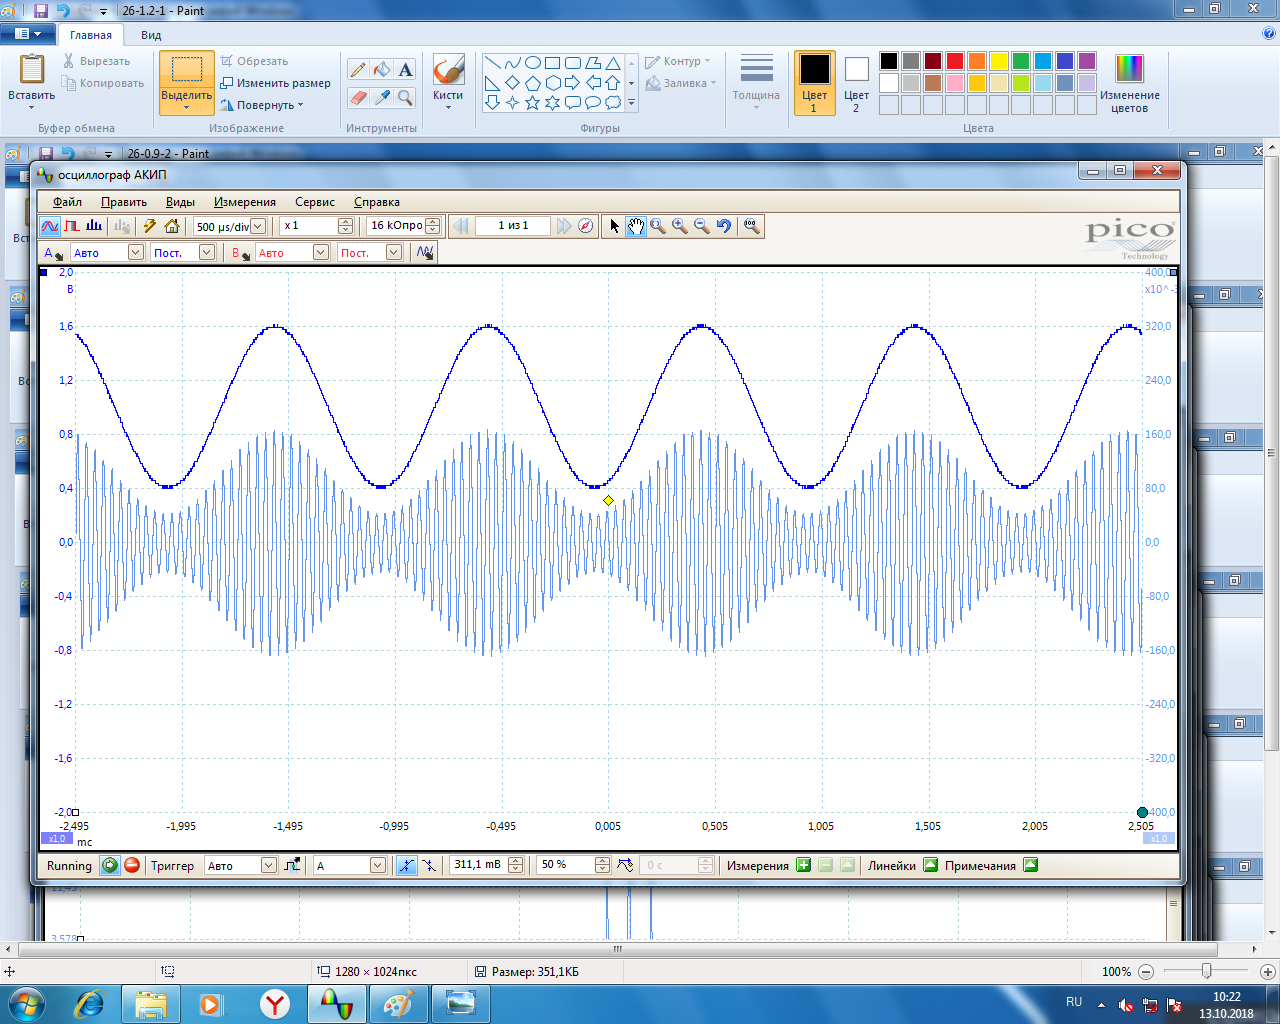 26-1.2-1 - Paint
Главная Вид
Вставить
Вырезать
Копировать
Буфер обмена
Выделить
Обрезать
Изменить размер
Повернуть
Изображение
A
Инструменты
Кисти
Контур
Заливка
Фигуры
Толщина
Цвет 1
Цвет 2
Изменение цветов
Цвета
26-0.9-2 - Paint
осциллограф АКИП
Файл Править Виды Измерения Сервис Справка
500 µs/div x 1 16 кОпро 1 из 1
pico
Technology
A Авто Пост. B Авто Пост.
2,0 400,0
В x10^-3
1,6 320,0
1,2 240,0
0,8 160,0
0,4 80,0
0,0 0,0
-0,4 -80,0
-0,8 -160,0
-1,2 -240,0
-1,6 -320,0
-2,0 -400,0
-2,495 -1,995 -1,495 -0,995 -0,495 0,005 0,505 1,005 1,505 2,005 2,505
x1,0 мс x1,0
Running Триггер Авто A 311,1 mВ 50 % 0 с Измерения Линейки Примечания
11,45
3,578
1280 × 1024пкс Размер: 351,1КБ 100%
RU 10:22
13.10.2018